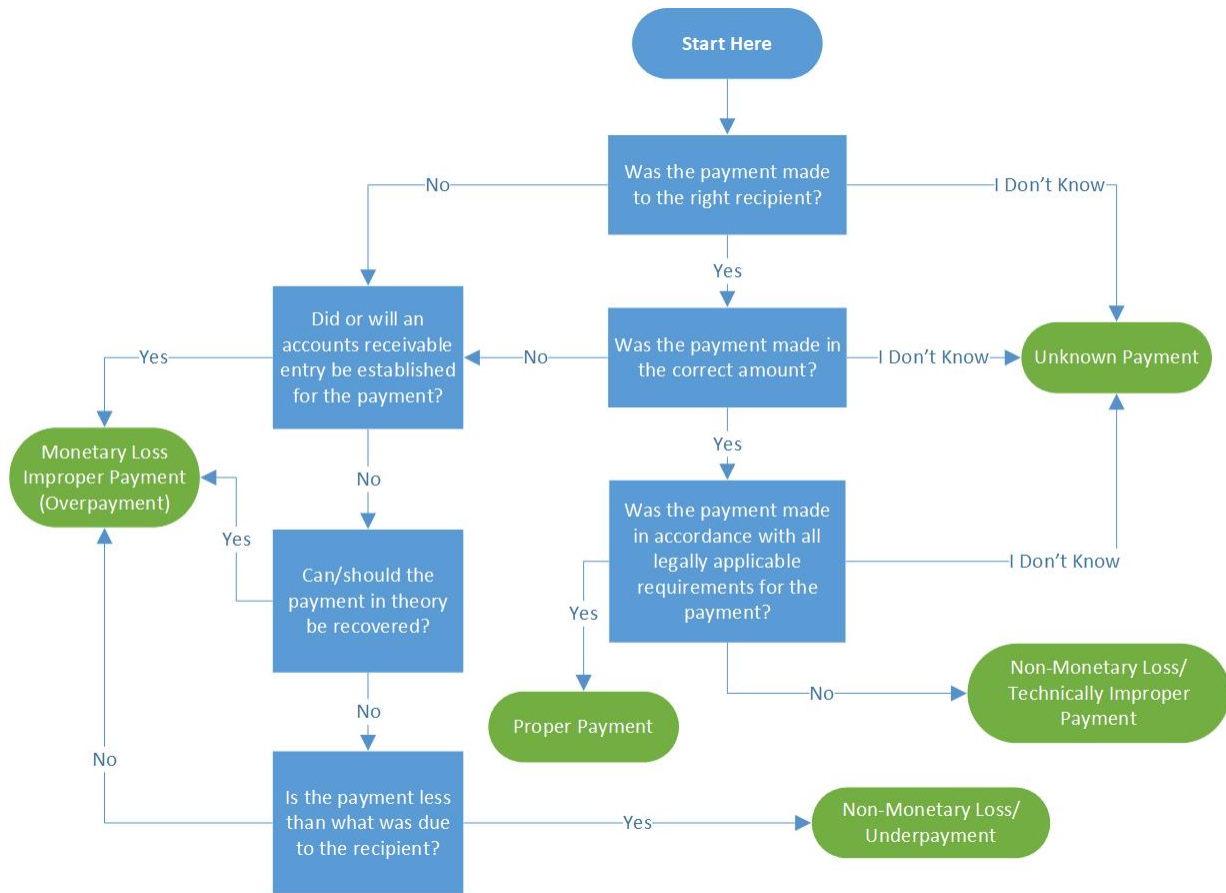 Start Here
Was the payment made
to the right recipient?
No
I Don’t Know
Yes
Did or will an
accounts receivable
entry be established
for the payment?
Yes
No
Was the payment made in
the correct amount?
I Don’t Know
Unknown Payment
Monetary Loss
Improper Payment
(Overpayment)
No
Yes
Yes
Can/should the
payment in theory
be recovered?
Was the payment made
in accordance with all
legally applicable
requirements for the
payment?
I Don’t Know
Yes
No
Non-Monetary Loss/
Technically Improper
Payment
Proper Payment
No
No
Is the payment less
than what was due
to the recipient?
Yes
Non-Monetary Loss/
Underpayment